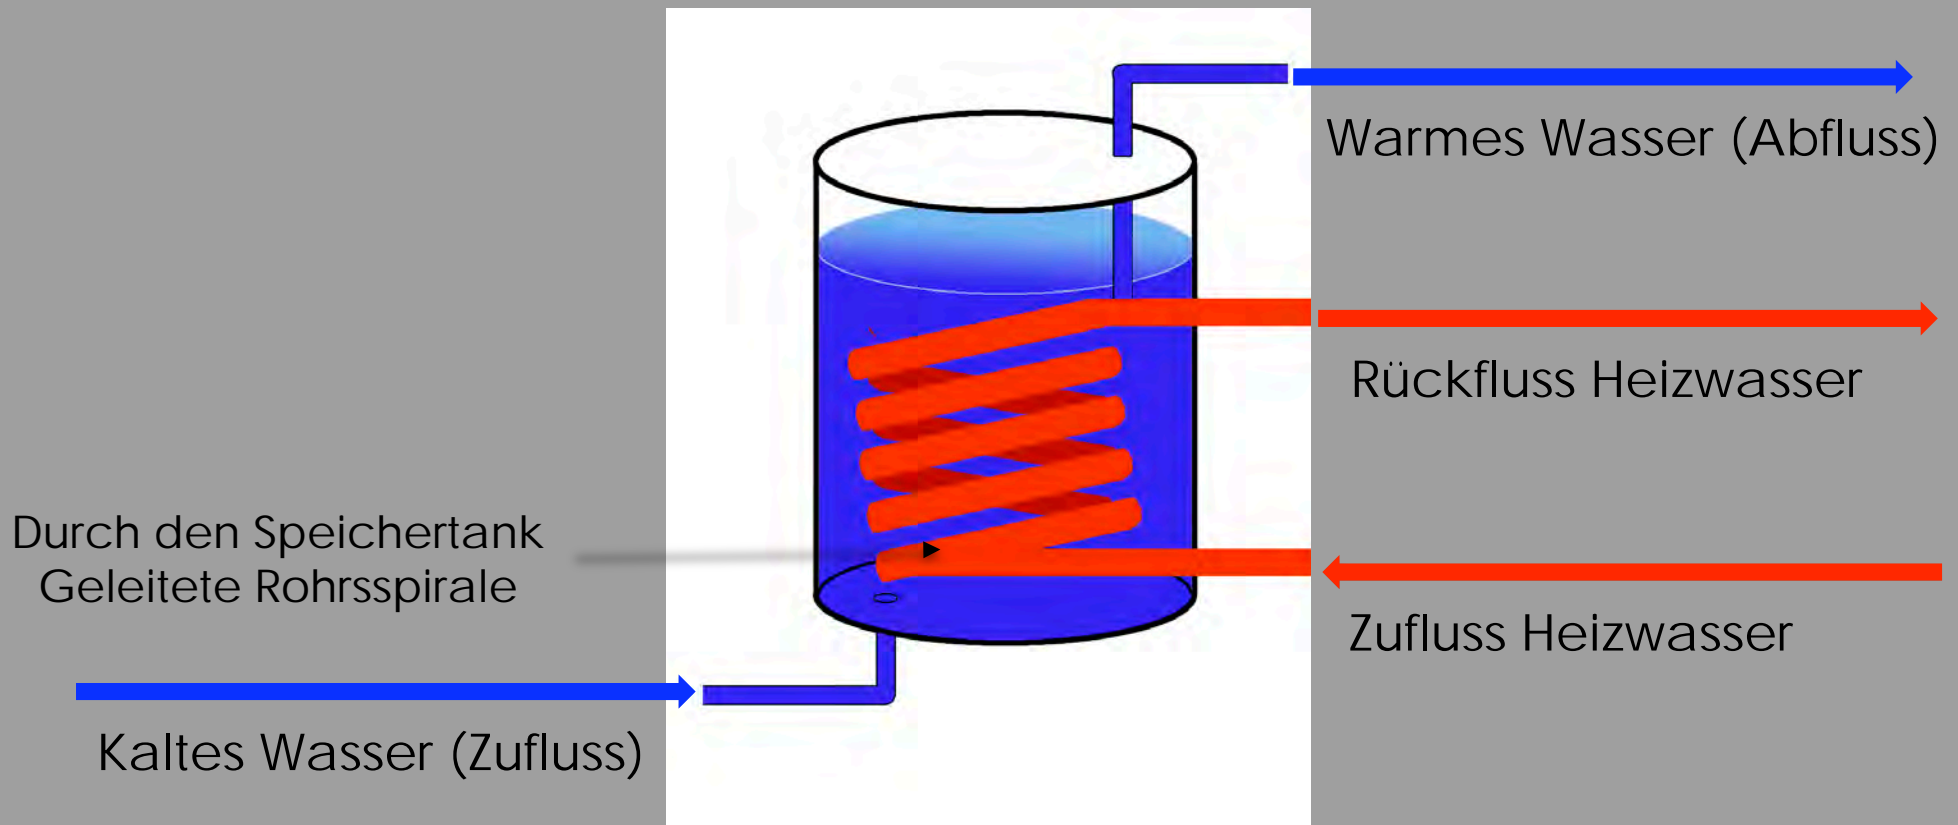 Warmes Wasser (Abfluss)
Rückfluss Heizwasser
Durch den Speichertank
Geleitete Rohrsspirale
Zufluss Heizwasser
Kaltes Wasser (Zufluss)